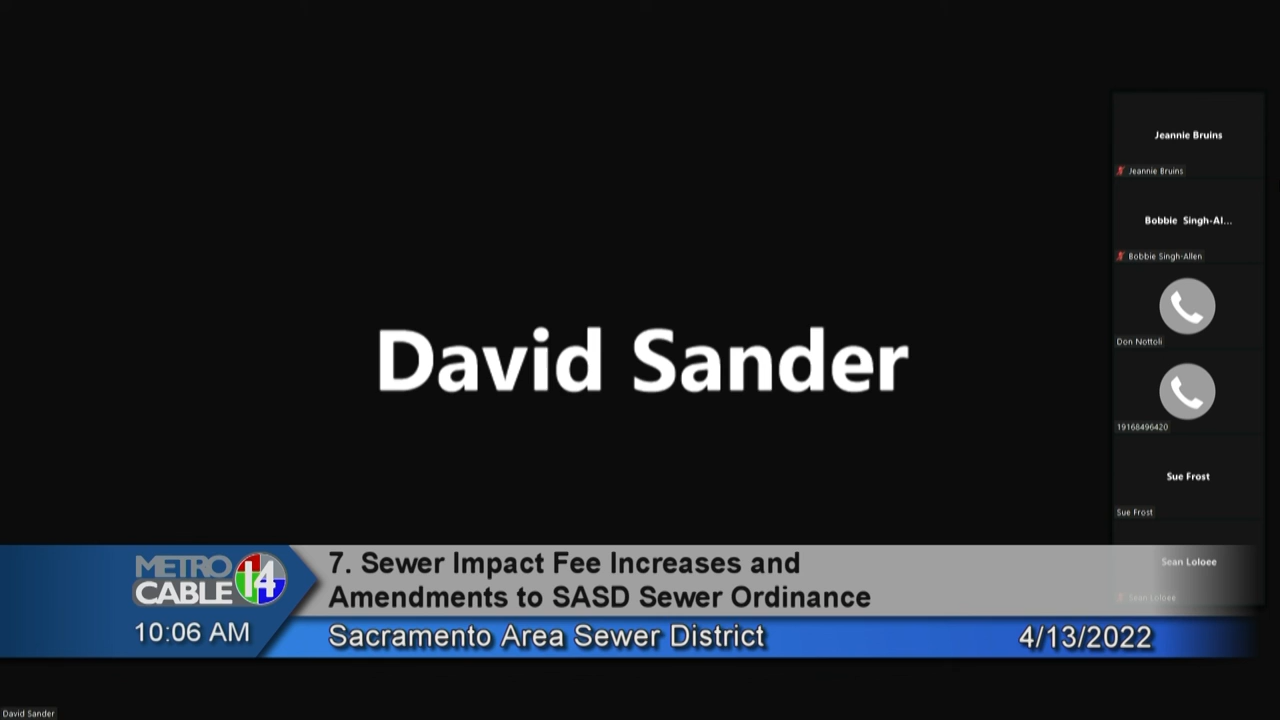 David Sander
Jeannie Bruins
Jeannie Bruins
Bobbie Singh-Al...
Bobbie Singh-Allen
Don Nottoli
19168496420
Sue Frost
Sue Frost
Sean Loloee
Sean Loloee
METRO
CABLE 14
10:06 AM
7. Sewer Impact Fee Increases and
Amendments to SASD Sewer Ordinance
Sacramento Area Sewer District
4/13/2022
David Sander